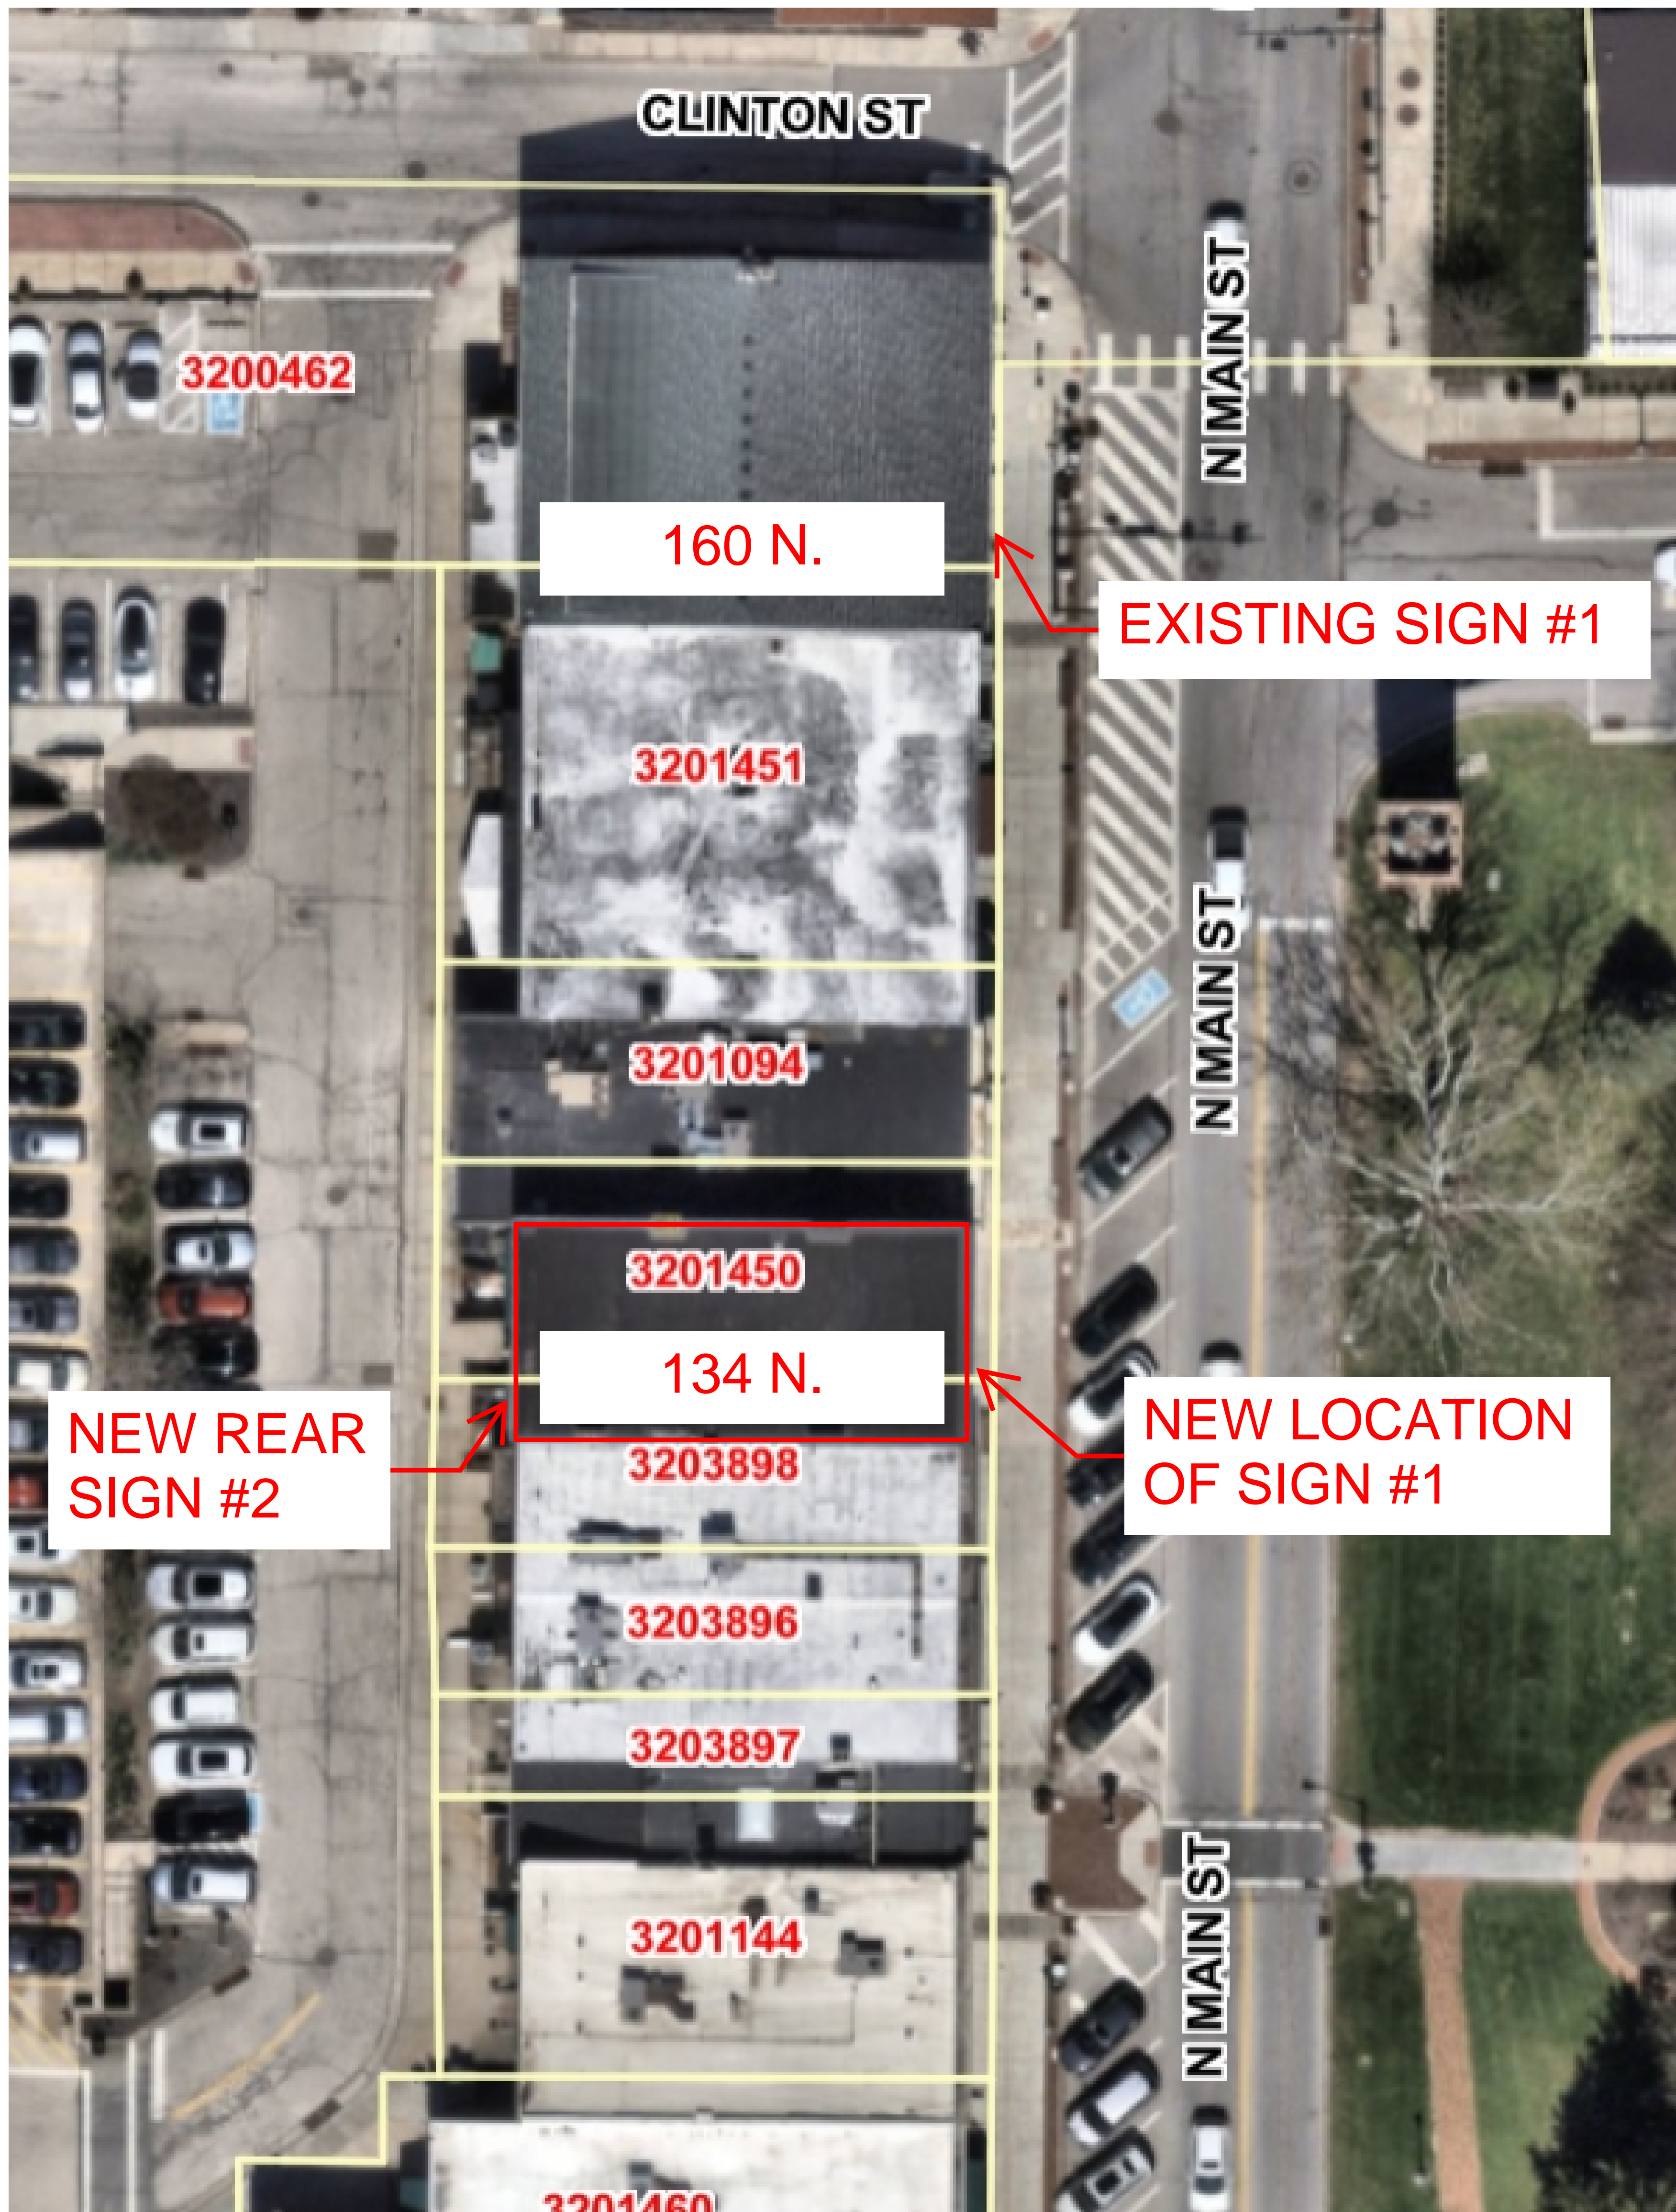 CLINTON ST
N MAIN ST
3200462
160 N.
EXISTING SIGN #1
3201451
N MAIN ST
3201094
3201450
134 N.
NEW REAR
SIGN #2
NEW LOCATION
OF SIGN #1
3203898
3203896
3203897
N MAIN ST
3201144
3201460